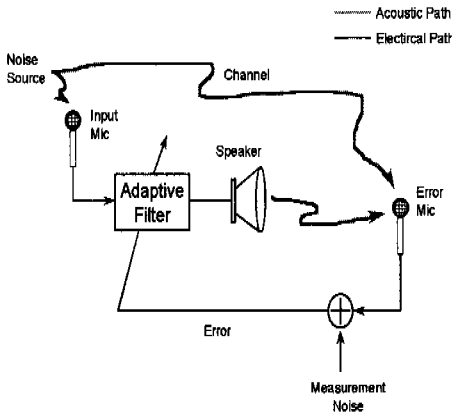 Acoustic Path
Electircal Path
Noise
Source
Channel
Input
Mic
Speaker
Adaptive
Filter
Error
Mic
Error
Measurement
Noise